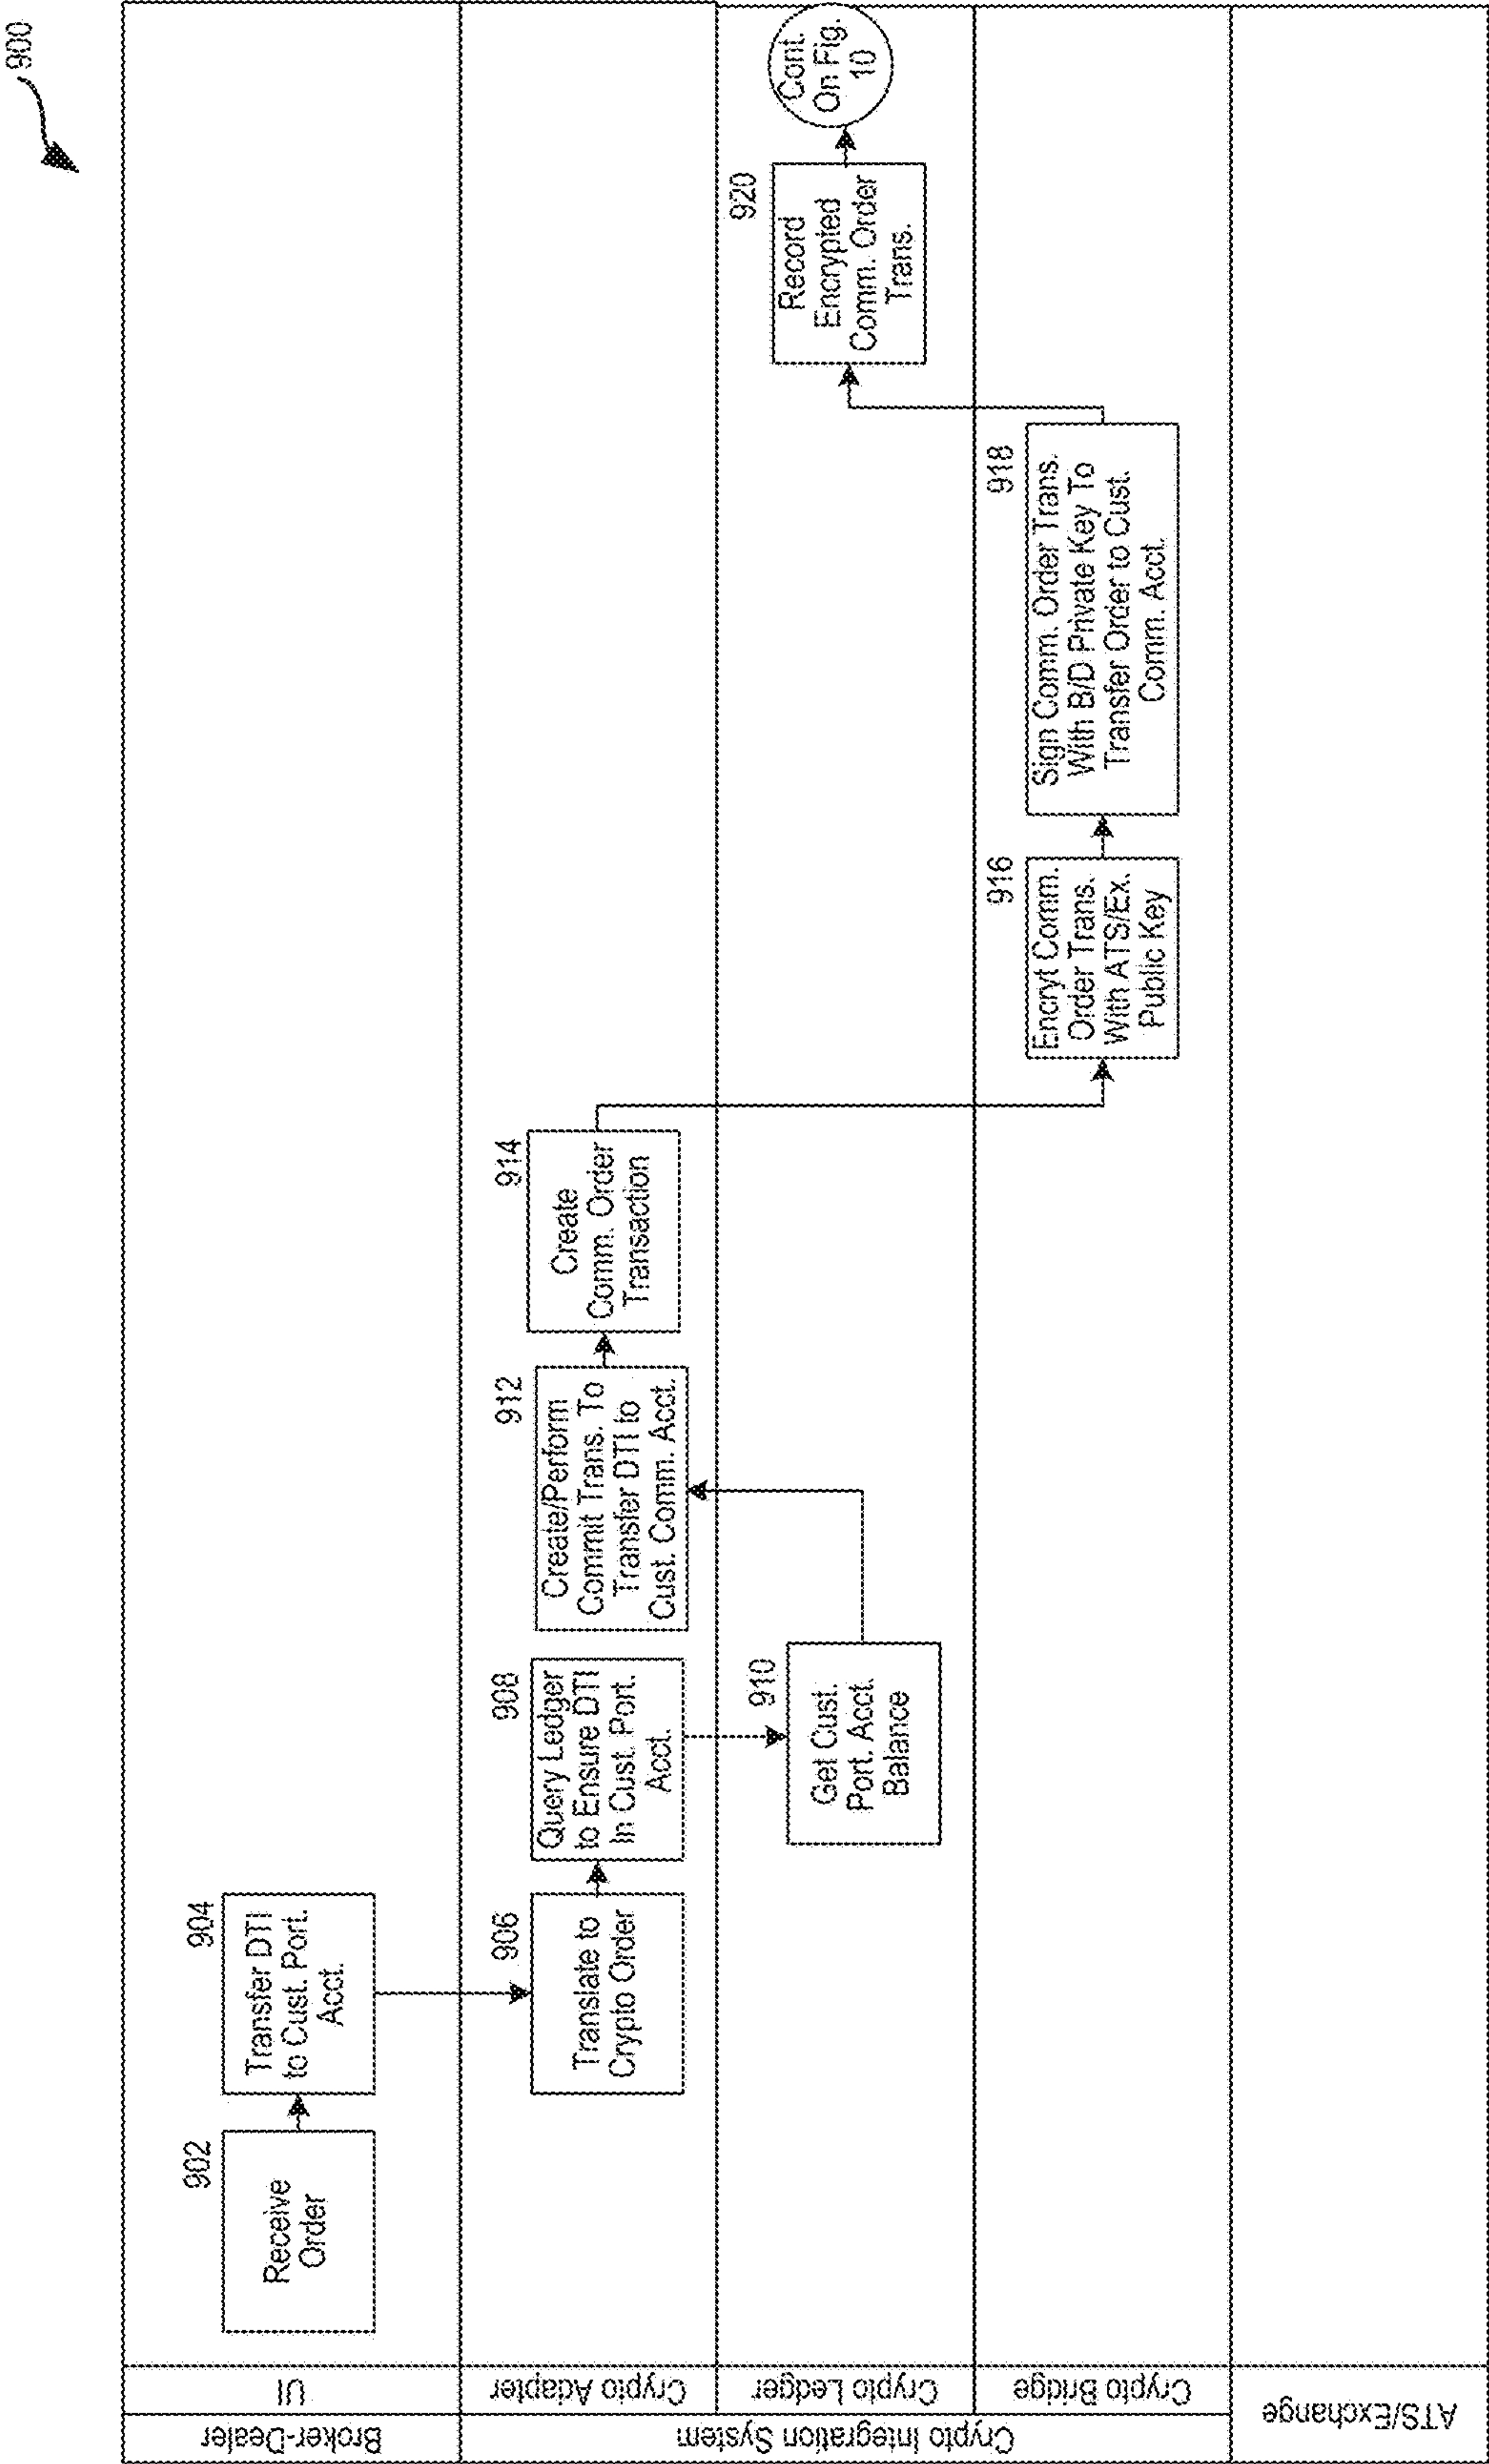 900
Broker-Dealer
UI
Crypto Integration System
Crypto Adapter
Crypto Ledger
Crypto Bridge
ATS/Exchange
902
Receive
Order
904
Transfer DTI
to Cust. Port.
Acct.
906
Translate to
Crypto Order
908
Query Ledger
to Ensure DTI
In Cust. Port.
Acct.
910
Get Cust.
Port. Acct.
Balance
912
Create/Perform
Commit Trans. To
Transfer DTI to
Cust. Comm. Acct.
914
Create
Comm. Order
Transaction
916
Encryt Comm.
Order Trans.
With ATS/Ex.
Public Key
918
Sign Comm. Order Trans.
With B/D Private Key To
Transfer Order to Cust.
Comm. Acct.
920
Record
Encrypted
Comm. Order
Trans.
Cont.
On Fig.
10